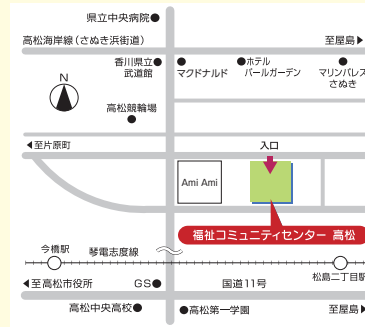 県立中央病院●
高松海岸線(さぬき浜街道)
至屋島▶
香川県立●
武道館
●
マクドナルド
●ホテル
パールガーデン
●
マリンパレス
さぬき
N
高松競輪場
●
◀至片原町
入口
Ami Ami
福祉コミュニティセンター 高松
今橋駅
琴電志度線
松島二丁目駅
◀至高松市役所
GS●
国道11号
高松中央高校●
●高松第一学園
至屋島▶